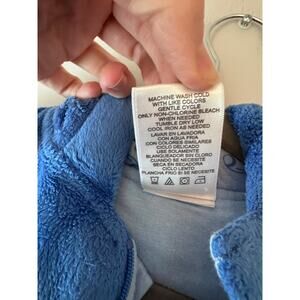 MACHINE WASH COLD
WITH LIKE COLORS
GENTLE CYCLE
ONLY NON-CHLORINE BLEACH
WHEN NEEDED
TUMBLE DRY LOW
COOL IRON AS NEEDED
LAVAR EN LAVADORA
CON AGUA FRIA
CON COLORES SIMILARES
CICLO DELICADO
USE SOLAMENTE
BLANQUEADOR SIN CLORO
CUANDO SE NECESITE
SECA EN SECADORA
CICLO LENTO
PLANCHA FRIO SI ES NECESARIO